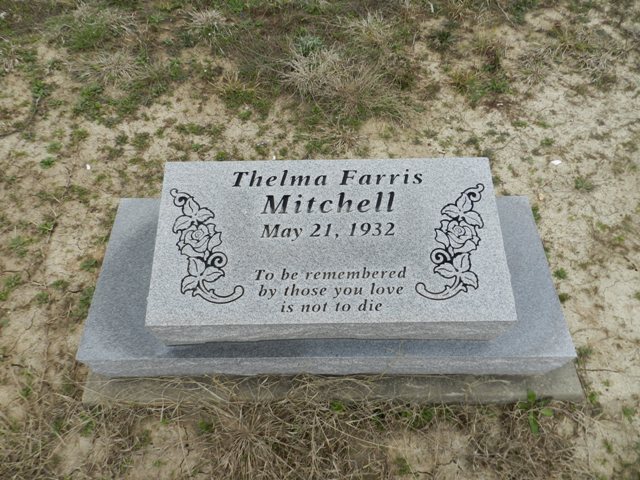 Thelma Farris
Mitchell
May 21, 1932
To be remembered
by those you love
is not to die